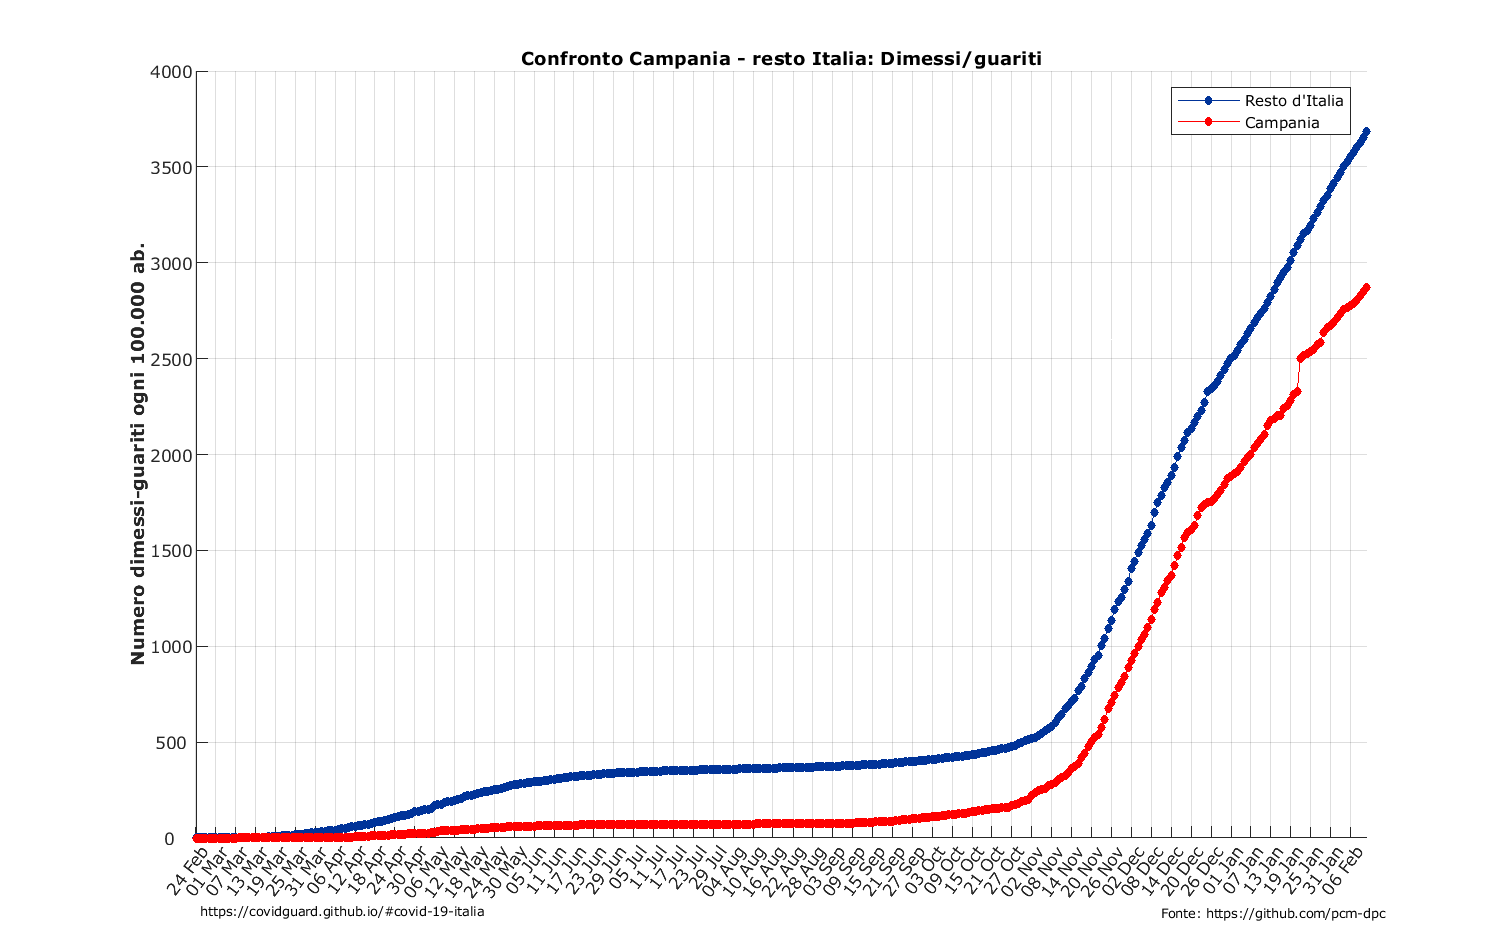 Confronto Campania - resto Italia: Dimessi/guariti
Resto d'Italia
Campania
Numero dimessi-guariti ogni 100.000 ab.
4000
3500
3000
2500
2000
1500
1000
500
0
24 Feb
01 Mar
07 Mar
13 Mar
19 Mar
25 Mar
31 Mar
06 Apr
12 Apr
18 Apr
24 Apr
30 Apr
06 May
12 May
18 May
24 May
30 May
05 Jun
11 Jun
17 Jun
23 Jun
29 Jun
05 Jul
11 Jul
17 Jul
23 Jul
29 Jul
04 Aug
10 Aug
16 Aug
22 Aug
28 Aug
03 Sep
09 Sep
15 Sep
21 Sep
27 Sep
03 Oct
09 Oct
15 Oct
21 Oct
27 Oct
02 Nov
08 Nov
14 Nov
20 Nov
26 Nov
02 Dec
08 Dec
14 Dec
20 Dec
26 Dec
01 Jan
07 Jan
13 Jan
19 Jan
25 Jan
31 Jan
06 Feb
https://covidguard.github.io/#covid-19-italia
Fonte: https://github.com/pcm-dpc